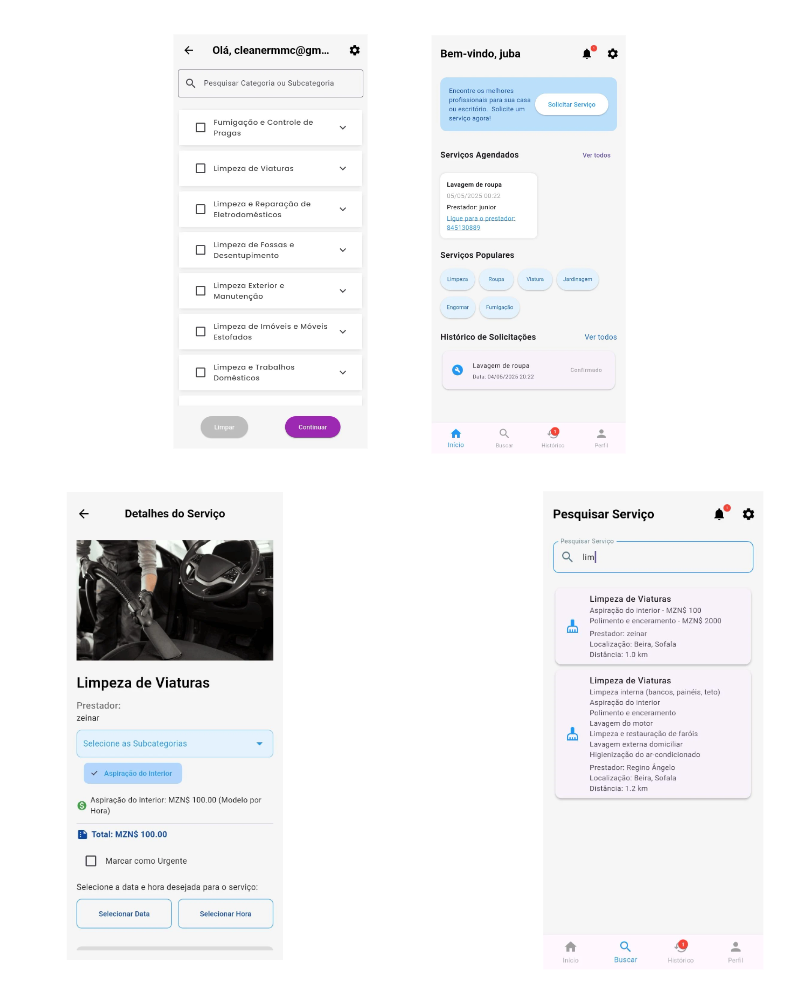 Olá, cleanermmc@gm...
Pesquisar Categoria ou Subcategoria
Fumigação e Controle de
Pragas
Limpeza de Viaturas
Limpeza e Reparação de
Eletrodomésticos
Limpeza de Fossas e
Desentupimento
Limpeza Exterior e
Manutenção
Limpeza de Imóveis e Móveis
Estofados
Limpeza e Trabalhos
Domésticos
Limpar
Continuar
Bem-vindo, juba
Encontre os melhores
profissionais para sua casa
ou escritório. Solicite um
serviço agora!
Solicitar Serviço
Serviços Agendados
Ver todos
Lavagem de roupa
05/05/2025 00:22
Prestador: junior
Ligue para o prestador:
845130889
Serviços Populares
Limpeza
Roupa
Viatura
Jardinagem
Engomar
Fumigação
Histórico de Solicitações
Ver todos
Lavagem de roupa
Data: 04/05/2025 20:22
Confirmado
1
Início
Buscar
Histórico
Perfil
Detalhes do Serviço
Limpeza de Viaturas
Prestador:
zeinar
Selecione as Subcategorias
Aspiração do Interior
Aspiração do interior: MZN$ 100.00 (Modelo por
Hora)
Total: MZN$ 100.00
Marcar como Urgente
Selecione a data e hora desejada para o serviço:
Selecionar Data
Selecionar Hora
Pesquisar Serviço
Pesquisar Serviço
lim
Limpeza de Viaturas
Aspiração do interior - MZN$ 100
Polimento e enceramento - MZN$ 2000
Prestador: zeinar
Localização: Beira, Sofala
Distância: 1.0 km
Limpeza de Viaturas
Limpeza interna (bancos, painéis, teto)
Aspiração do interior
Polimento e enceramento
Lavagem do motor
Limpeza e restauração de faróis
Lavagem externa domiciliar
Higienização do ar-condicionado
Prestador: Regino Ângelo
Localização: Beira, Sofala
Distância: 1.2 km
1
Início
Buscar
Histórico
Perfil